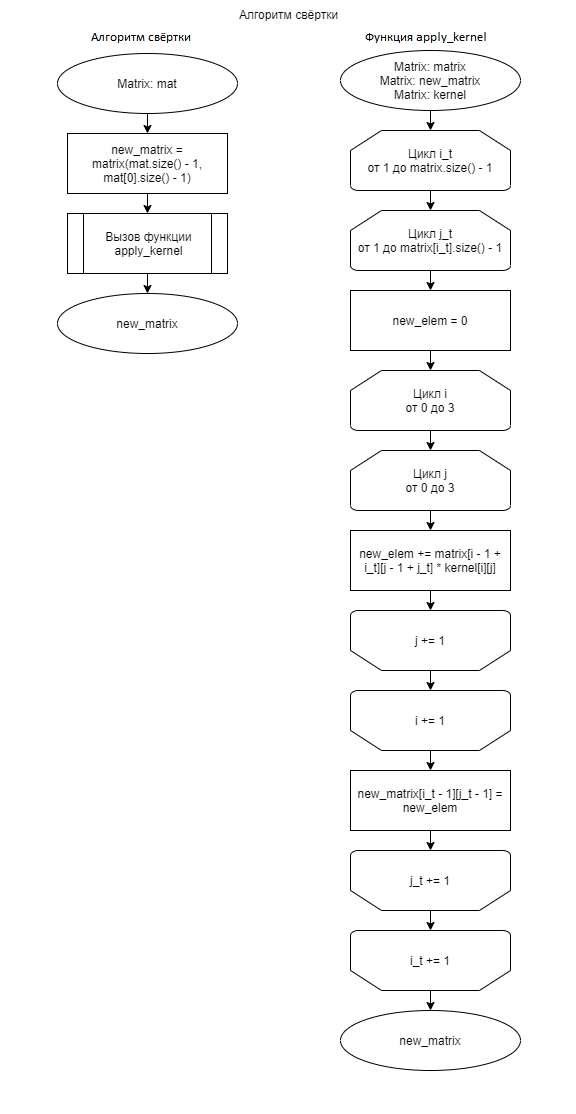 Алгоритм свёртки
Алгоритм свёртки
Matrix: mat
new_matrix =
matrix(mat.size() - 1,
mat[0].size() - 1)
Вызов функции
apply_kernel
new_matrix
Функция apply_kernel
Matrix: matrix
Matrix: new_matrix
Matrix: kernel
Цикл i_t
от 1 до matrix.size() - 1
Цикл j_t
от 1 до matrix[i_t].size() - 1
new_elem = 0
Цикл i
от 0 до 3
Цикл j
от 0 до 3
new_elem += matrix[i - 1 +
i_t][j - 1 + j_t] * kernel[i][j]
j += 1
i += 1
new_matrix[i_t - 1][j_t - 1] =
new_elem
j_t += 1
i_t += 1
new_matrix